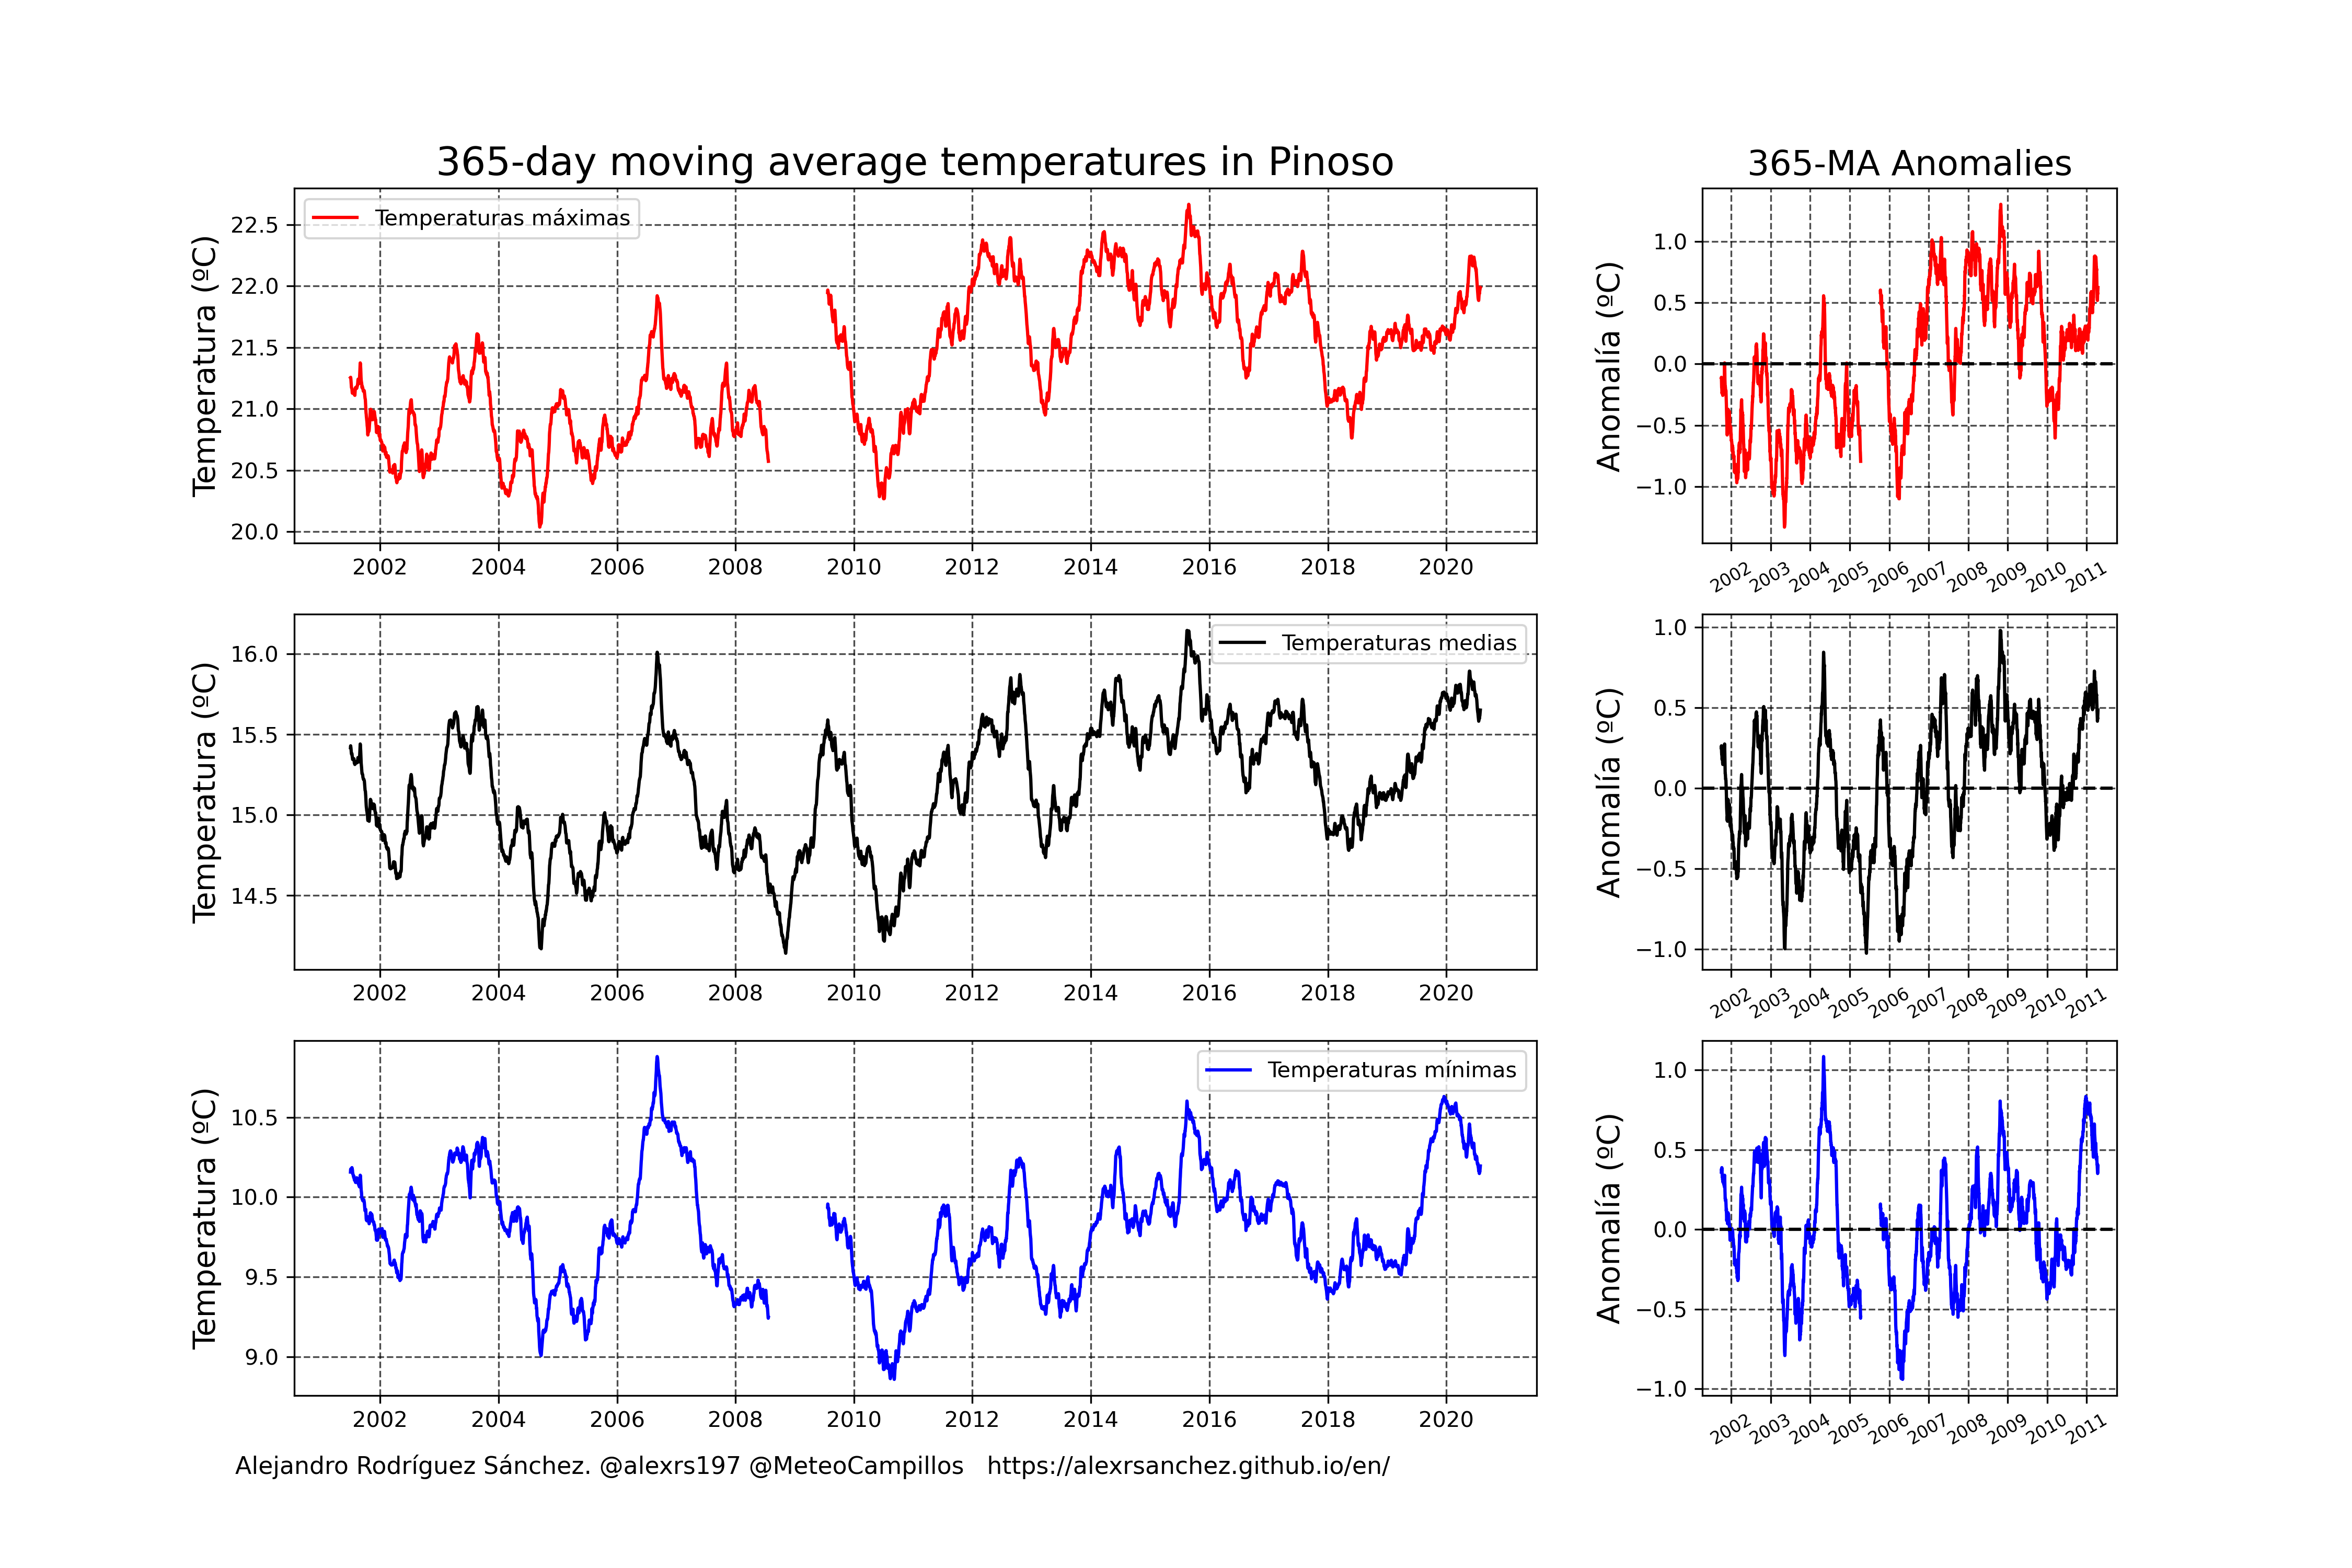 365-day moving average temperatures in Pinoso
365-MA Anomalies
Temperatura (ºC)
22.5
22.0
21.5
21.0
20.5
20.0
Temperaturas máximas
2002 2004 2006 2008 2010 2012 2014 2016 2018 2020
Anomalía (ºC)
1.0
0.5
0.0
−0.5
−1.0
2002 2003 2004 2005 2006 2007 2008 2009 2010 2011
Temperatura (ºC)
16.0
15.5
15.0
14.5
Temperaturas medias
2002 2004 2006 2008 2010 2012 2014 2016 2018 2020
Anomalía (ºC)
1.0
0.5
0.0
−0.5
−1.0
2002 2003 2004 2005 2006 2007 2008 2009 2010 2011
Temperatura (ºC)
10.5
10.0
9.5
9.0
Temperaturas mínimas
2002 2004 2006 2008 2010 2012 2014 2016 2018 2020
Anomalía (ºC)
1.0
0.5
0.0
−0.5
−1.0
2002 2003 2004 2005 2006 2007 2008 2009 2010 2011
Alejandro Rodríguez Sánchez. @alexrs197 @MeteoCampillos https://alexrsanchez.github.io/en/